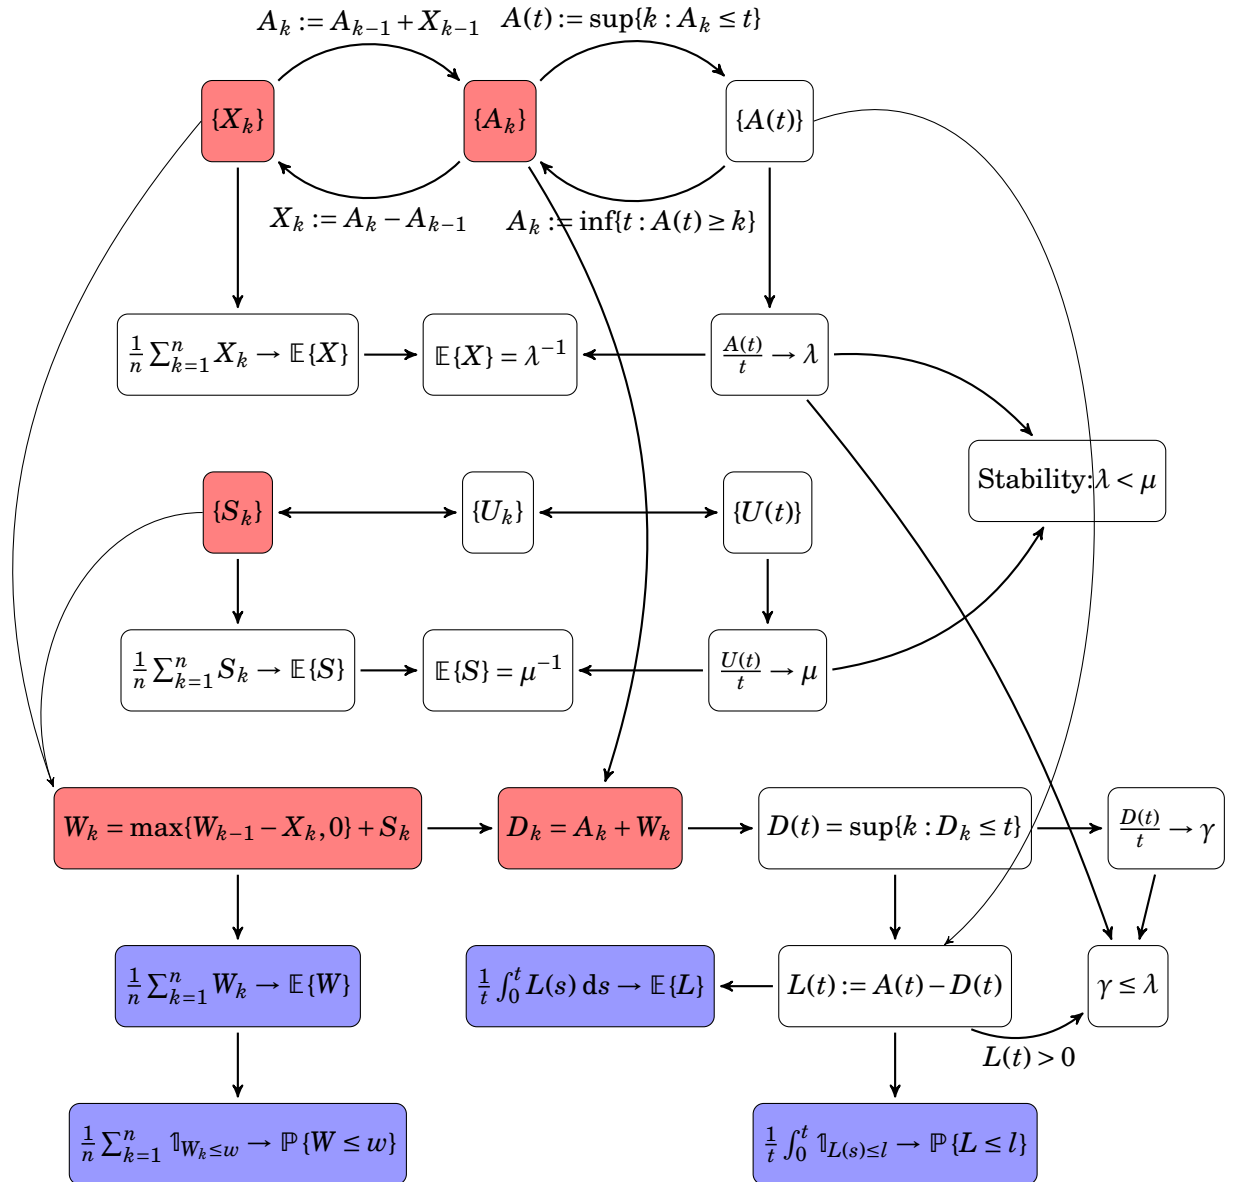 A_k := A_{k-1} + X_{k-1}
A(t) := sup{k : A_k ≤ t}
{X_k}
{A_k}
{A(t)}
X_k := A_k − A_{k-1}
A_k := inf{t : A(t) ≥ k}
1/n ∑_{k=1}^n X_k → 𝔼{X}
𝔼{X} = λ^{-1}
A(t)/t → λ
Stability: λ < μ
{S_k}
{U_k}
{U(t)}
1/n ∑_{k=1}^n S_k → 𝔼{S}
𝔼{S} = μ^{-1}
U(t)/t → μ
W_k = max{W_{k-1} − X_k, 0} + S_k
D_k = A_k + W_k
D(t) = sup{k : D_k ≤ t}
D(t)/t → γ
1/n ∑_{k=1}^n W_k → 𝔼{W}
1/t ∫_0^t L(s) ds → 𝔼{L}
L(t) := A(t) − D(t)
γ ≤ λ
L(t) > 0
1/n ∑_{k=1}^n 𝟙_{W_k ≤ w} → ℙ{W ≤ w}
1/t ∫_0^t 𝟙_{L(s) ≤ l} → ℙ{L ≤ l}